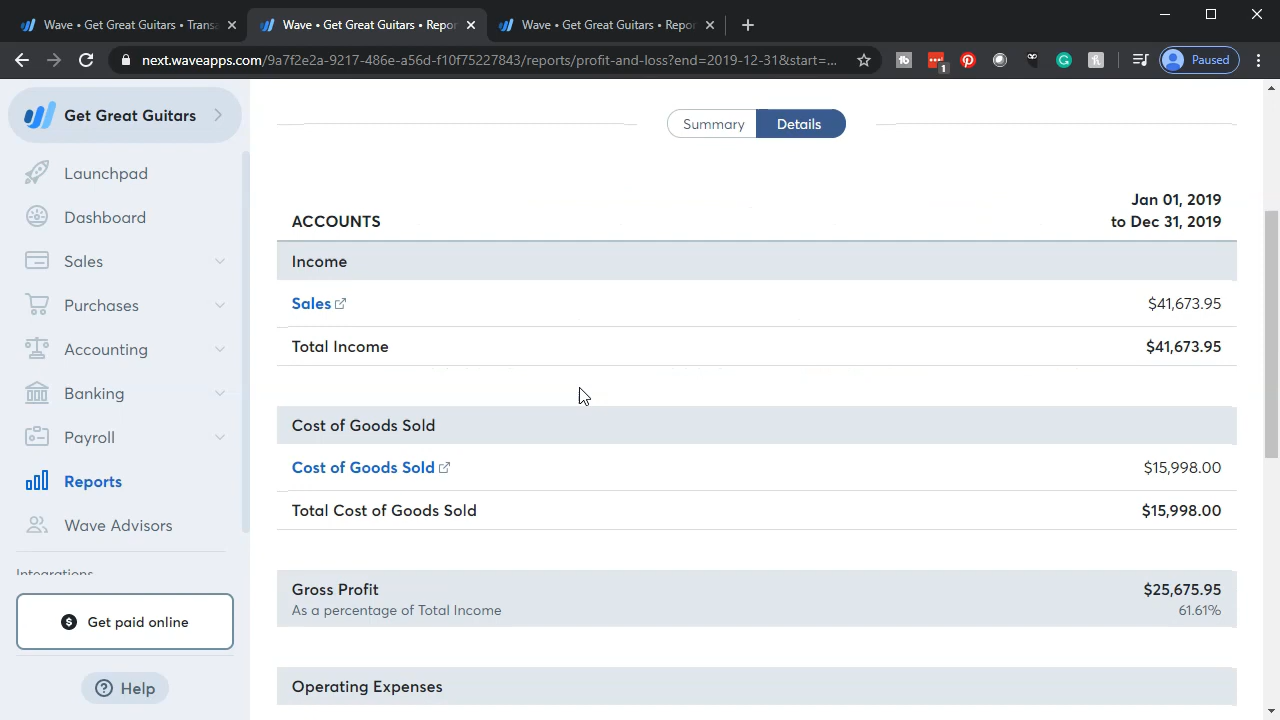 Wave • Get Great Guitars • Transa
Wave • Get Great Guitars • Repor
Wave • Get Great Guitars • Repor
next.waveapps.com/9a7f2e2a-9217-486e-a56d-f10f75227843/reports/profit-and-loss?end=2019-12-31&start=...
1
Paused
Get Great Guitars
Launchpad
Dashboard
Sales
Purchases
Accounting
Banking
Payroll
Reports
Wave Advisors
Integrations
$ Get paid online
? Help
Summary
Details
ACCOUNTS
Jan 01, 2019
to Dec 31, 2019
Income
Sales $41,673.95
Total Income $41,673.95
Cost of Goods Sold
Cost of Goods Sold $15,998.00
Total Cost of Goods Sold $15,998.00
Gross Profit $25,675.95
As a percentage of Total Income 61.61%
Operating Expenses